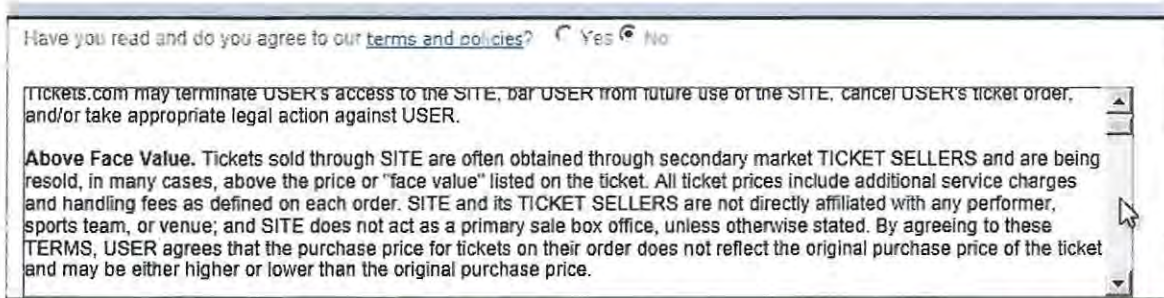 Have you read and do you agree to our terms and policies? Yes No
Tickets.com may terminate USER's access to the SITE, bar USER from future use of the SITE, cancel USER's ticket order,
and/or take appropriate legal action against USER.
Above Face Value. Tickets sold through SITE are often obtained through secondary market TICKET SELLERS and are being
resold, in many cases, above the price or "face value" listed on the ticket. All ticket prices include additional service charges
and handling fees as defined on each order. SITE and its TICKET SELLERS are not directly affiliated with any performer,
sports team, or venue; and SITE does not act as a primary sale box office, unless otherwise stated. By agreeing to these
TERMS, USER agrees that the purchase price for tickets on their order does not reflect the original purchase price of the ticket
and may be either higher or lower than the original purchase price.